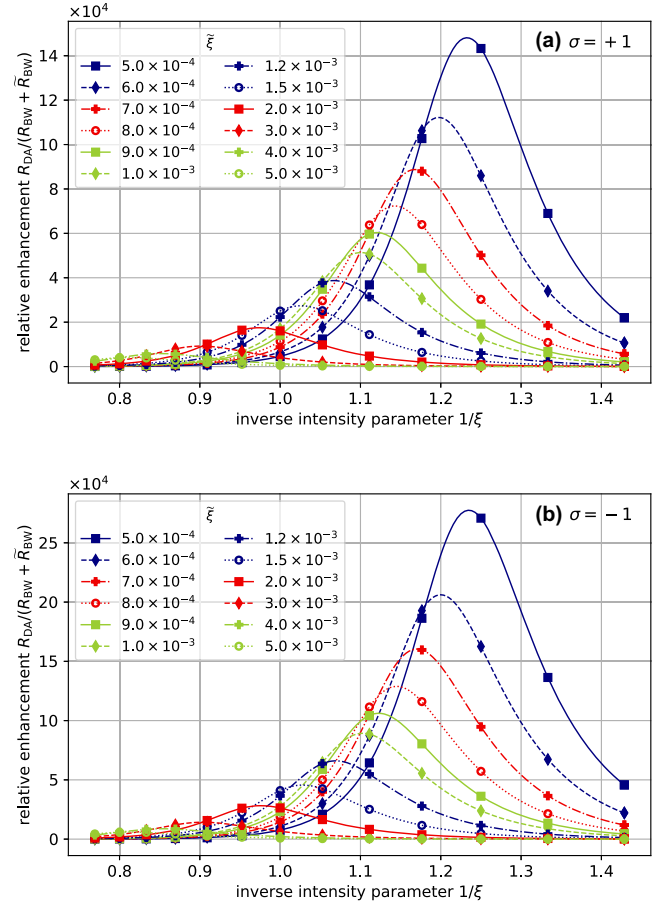 ×10⁴
(a) σ = +1
ξ̃
5.0 × 10⁻⁴ 1.2 × 10⁻³
6.0 × 10⁻⁴ 1.5 × 10⁻³
7.0 × 10⁻⁴ 2.0 × 10⁻³
8.0 × 10⁻⁴ 3.0 × 10⁻³
9.0 × 10⁻⁴ 4.0 × 10⁻³
1.0 × 10⁻³ 5.0 × 10⁻³
14
12
10
8
6
4
2
0
relative enhancement R_DA/(R_BW + R̃_BW)
0.8 0.9 1.0 1.1 1.2 1.3 1.4
inverse intensity parameter 1/ξ
×10⁴
(b) σ = −1
ξ̃
5.0 × 10⁻⁴ 1.2 × 10⁻³
6.0 × 10⁻⁴ 1.5 × 10⁻³
7.0 × 10⁻⁴ 2.0 × 10⁻³
8.0 × 10⁻⁴ 3.0 × 10⁻³
9.0 × 10⁻⁴ 4.0 × 10⁻³
1.0 × 10⁻³ 5.0 × 10⁻³
25
20
15
10
5
0
relative enhancement R_DA/(R_BW + R̃_BW)
0.8 0.9 1.0 1.1 1.2 1.3 1.4
inverse intensity parameter 1/ξ